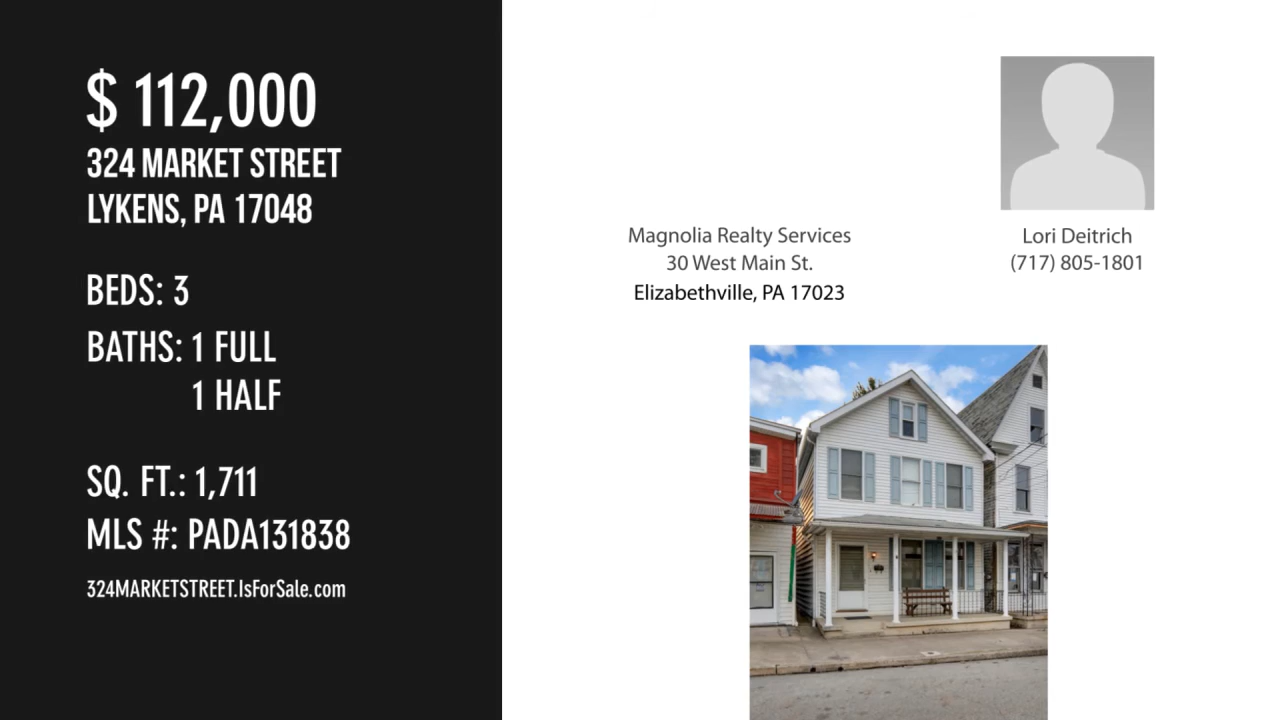 $ 112,000
324 MARKET STREET
LYKENS, PA 17048
BEDS: 3
BATHS: 1 FULL
1 HALF
SQ. FT.: 1,711
MLS #: PADA131838
324MARKETSTREET.IsForSale.com
Magnolia Realty Services
30 West Main St.
Elizabethville, PA 17023
Lori Deitrich
(717) 805-1801